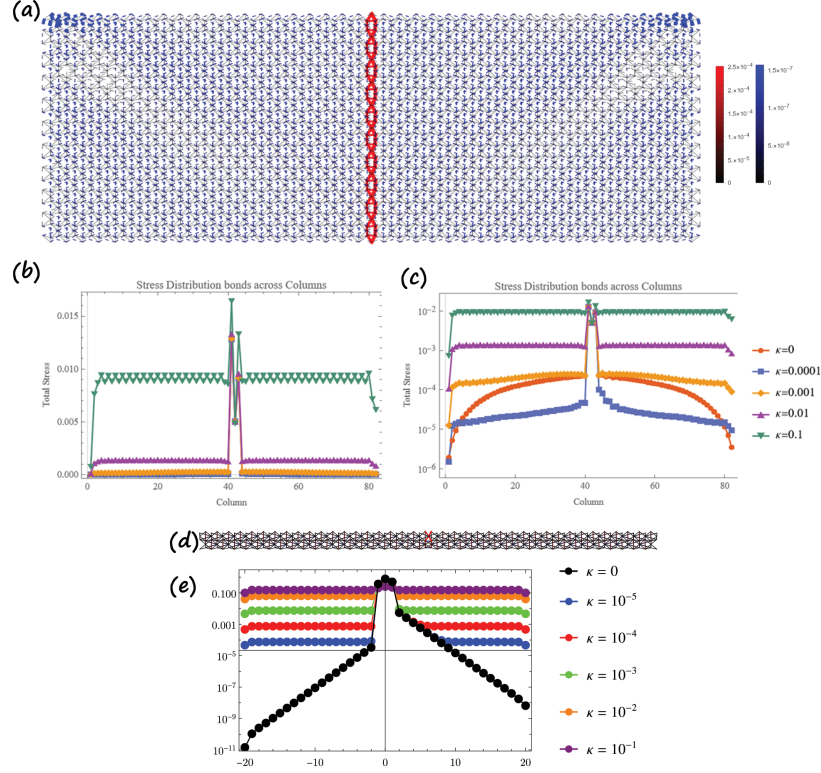 (a)
2.5×10⁻⁴
2.×10⁻⁴
1.5×10⁻⁴
1.×10⁻⁴
5.×10⁻⁵
0
1.5×10⁻⁷
1.×10⁻⁷
5.×10⁻⁸
0
(b)
Stress Distribution bonds across Columns
0.015
0.010
0.005
0.000
Total Stress
0 20 40 60 80
Column
(c)
Stress Distribution bonds across Columns
10⁻²
10⁻³
10⁻⁴
10⁻⁵
10⁻⁶
Total Stress
0 20 40 60 80
Column
κ=0
κ=0.0001
κ=0.001
κ=0.01
κ=0.1
(d)
(e)
0.100
0.001
10⁻⁵
10⁻⁷
10⁻⁹
10⁻¹¹
-20 -10 0 10 20
κ = 0
κ = 10⁻⁵
κ = 10⁻⁴
κ = 10⁻³
κ = 10⁻²
κ = 10⁻¹